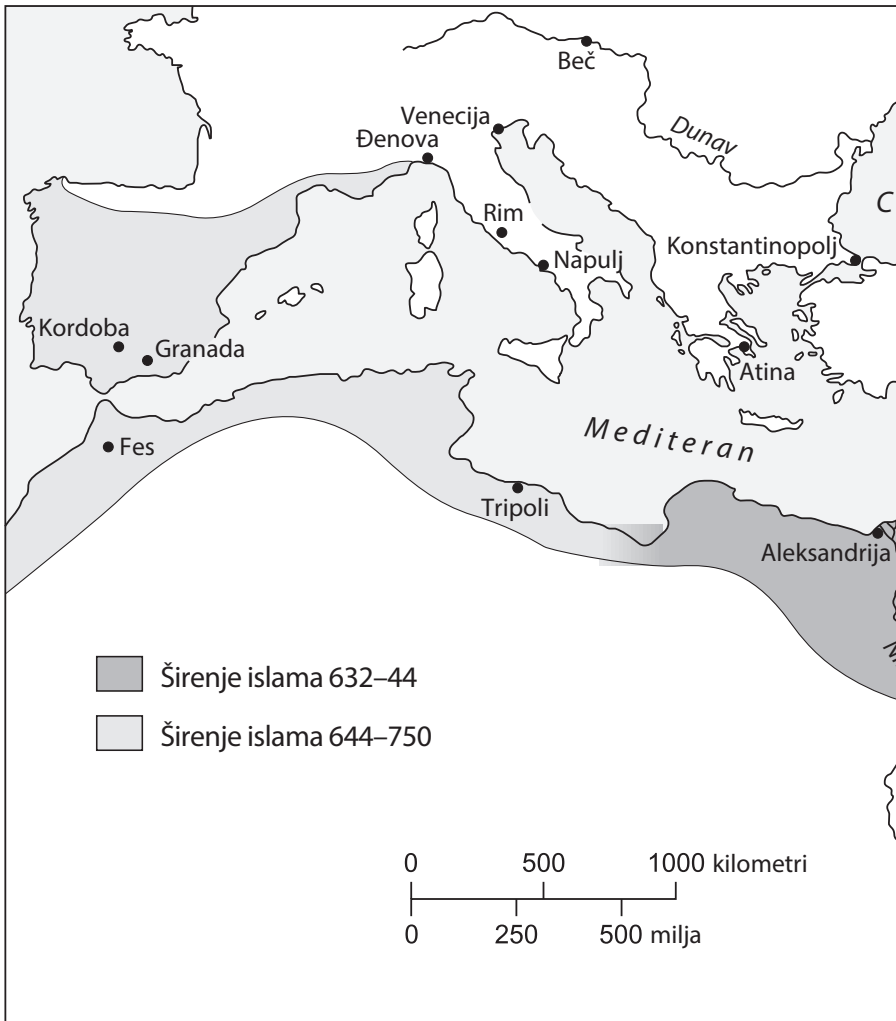 Beč
Venecija
Đenova
Dunav
Rim
C
Konstantinopolj
Napulj
Kordoba
Granada
Atina
Mediteran
Fes
Tripoli
Aleksandrija
N
Širenje islama 632–44
Širenje islama 644–750
0 500 1000 kilometri
0 250 500 milja